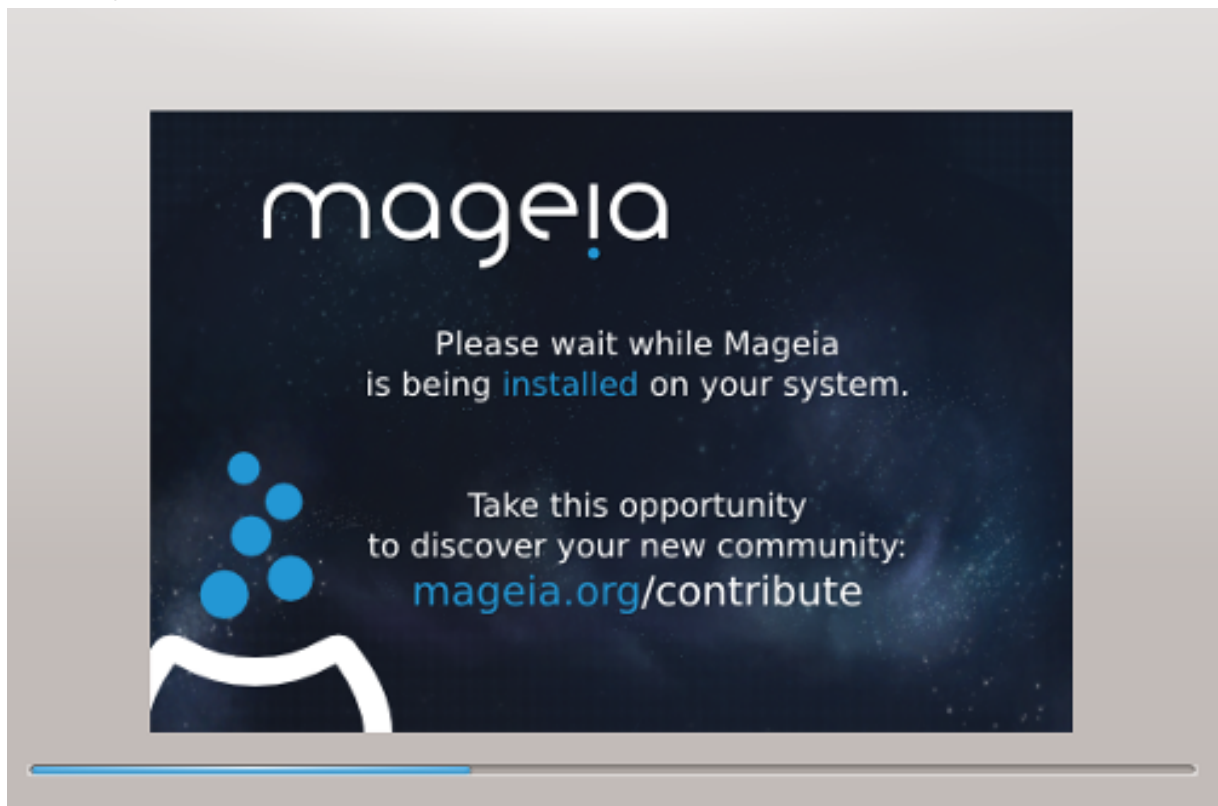 mageia
Please wait while Mageia
is being installed on your system.
Take this opportunity
to discover your new community:
mageia.org/contribute